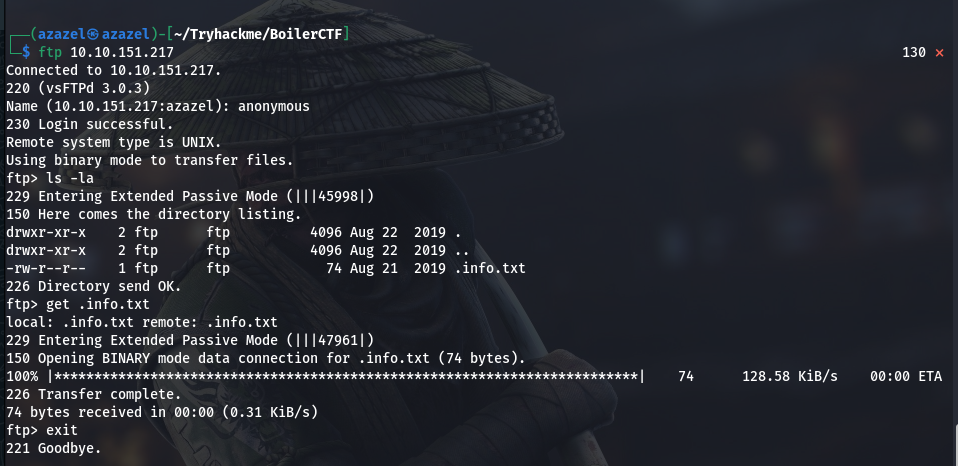 ┌──(azazel㉿azazel)-[~/Tryhackme/BoilerCTF]
└─$ ftp 10.10.151.217 130 ⨯
Connected to 10.10.151.217.
220 (vsFTPd 3.0.3)
Name (10.10.151.217:azazel): anonymous
230 Login successful.
Remote system type is UNIX.
Using binary mode to transfer files.
ftp> ls -la
229 Entering Extended Passive Mode (|||45998|)
150 Here comes the directory listing.
drwxr-xr-x    2 ftp      ftp          4096 Aug 22  2019 .
drwxr-xr-x    2 ftp      ftp          4096 Aug 22  2019 ..
-rw-r--r--    1 ftp      ftp            74 Aug 21  2019 .info.txt
226 Directory send OK.
ftp> get .info.txt
local: .info.txt remote: .info.txt
229 Entering Extended Passive Mode (|||47961|)
150 Opening BINARY mode data connection for .info.txt (74 bytes).
100% |*************************************************************************|    74      128.58 KiB/s    00:00 ETA
226 Transfer complete.
74 bytes received in 00:00 (0.31 KiB/s)
ftp> exit
221 Goodbye.